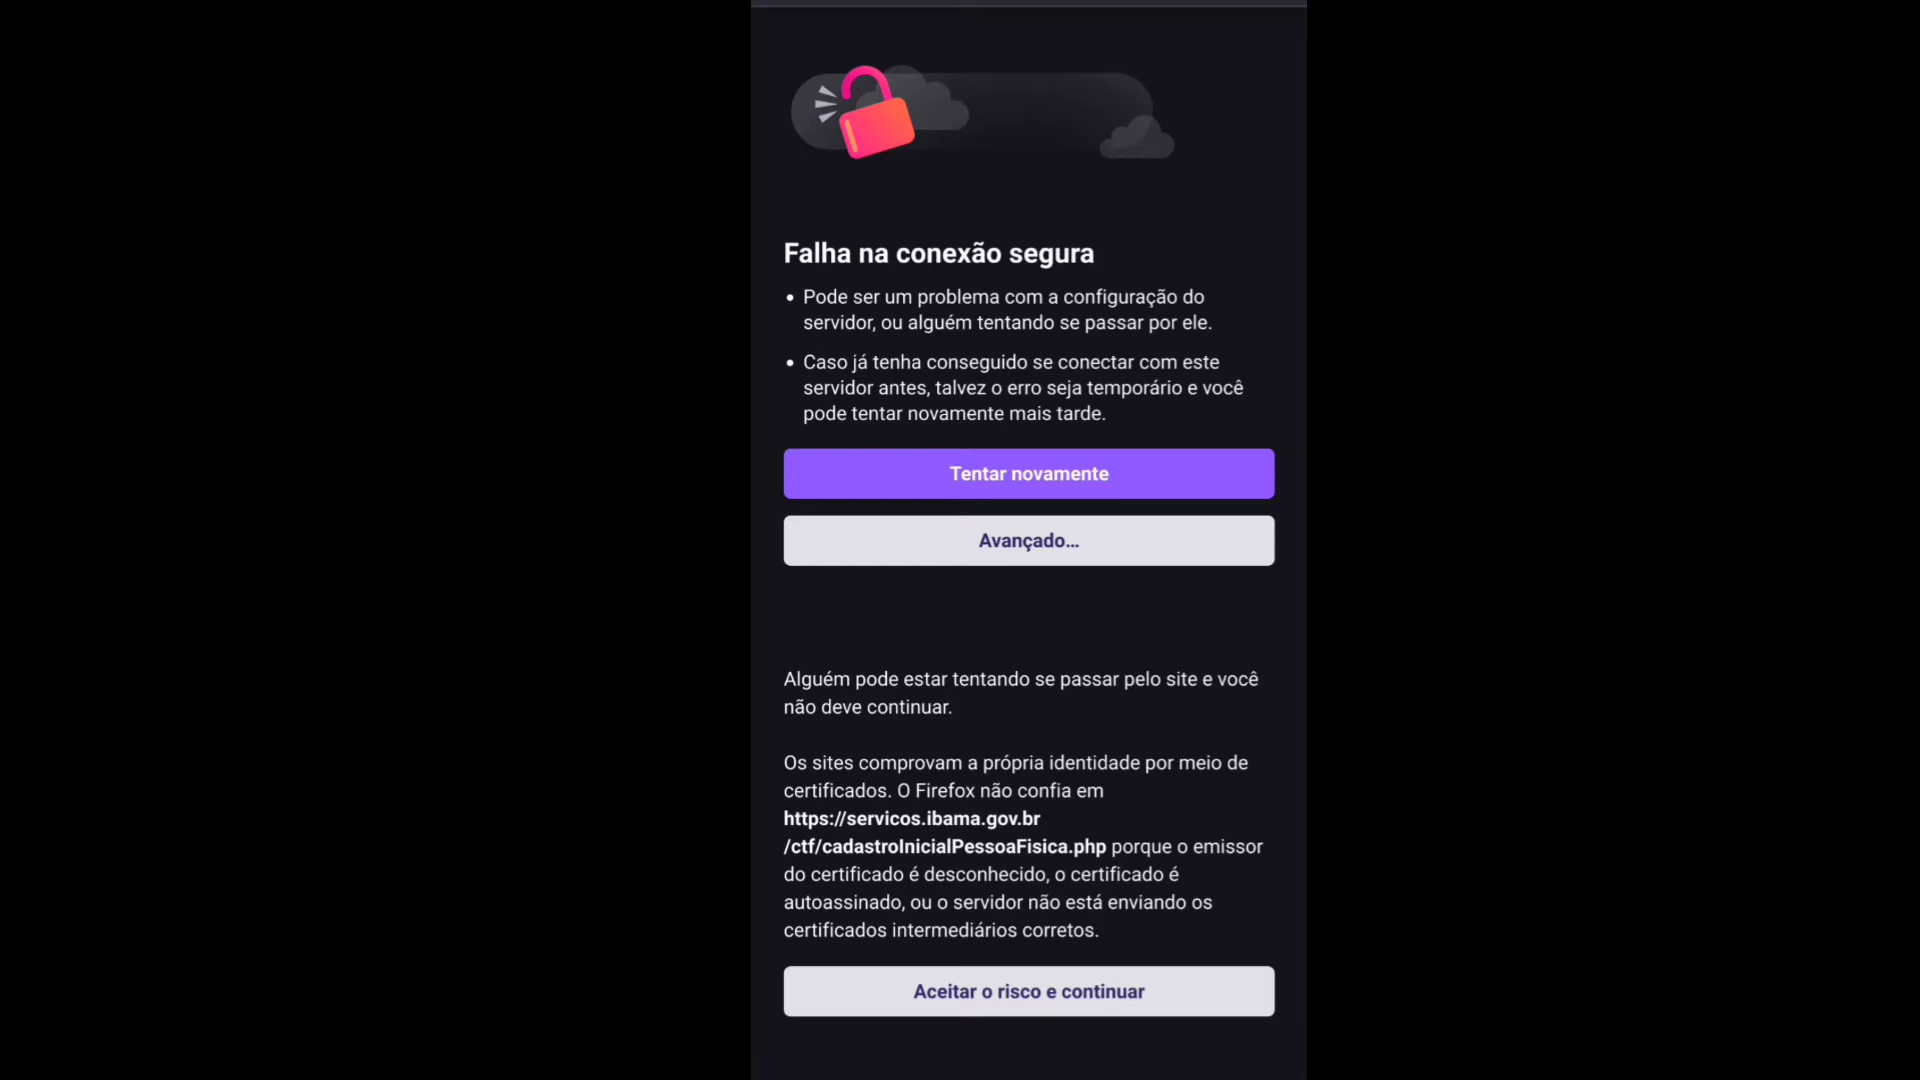 Falha na conexão segura
• Pode ser um problema com a configuração do
servidor, ou alguém tentando se passar por ele.
• Caso já tenha conseguido se conectar com este
servidor antes, talvez o erro seja temporário e você
pode tentar novamente mais tarde.
Tentar novamente
Avançado...
Alguém pode estar tentando se passar pelo site e você
não deve continuar.
Os sites comprovam a própria identidade por meio de
certificados. O Firefox não confia em
https://servicos.ibama.gov.br
/ctf/cadastroInicialPessoaFisica.php porque o emissor
do certificado é desconhecido, o certificado é
autoassinado, ou o servidor não está enviando os
certificados intermediários corretos.
Aceitar o risco e continuar